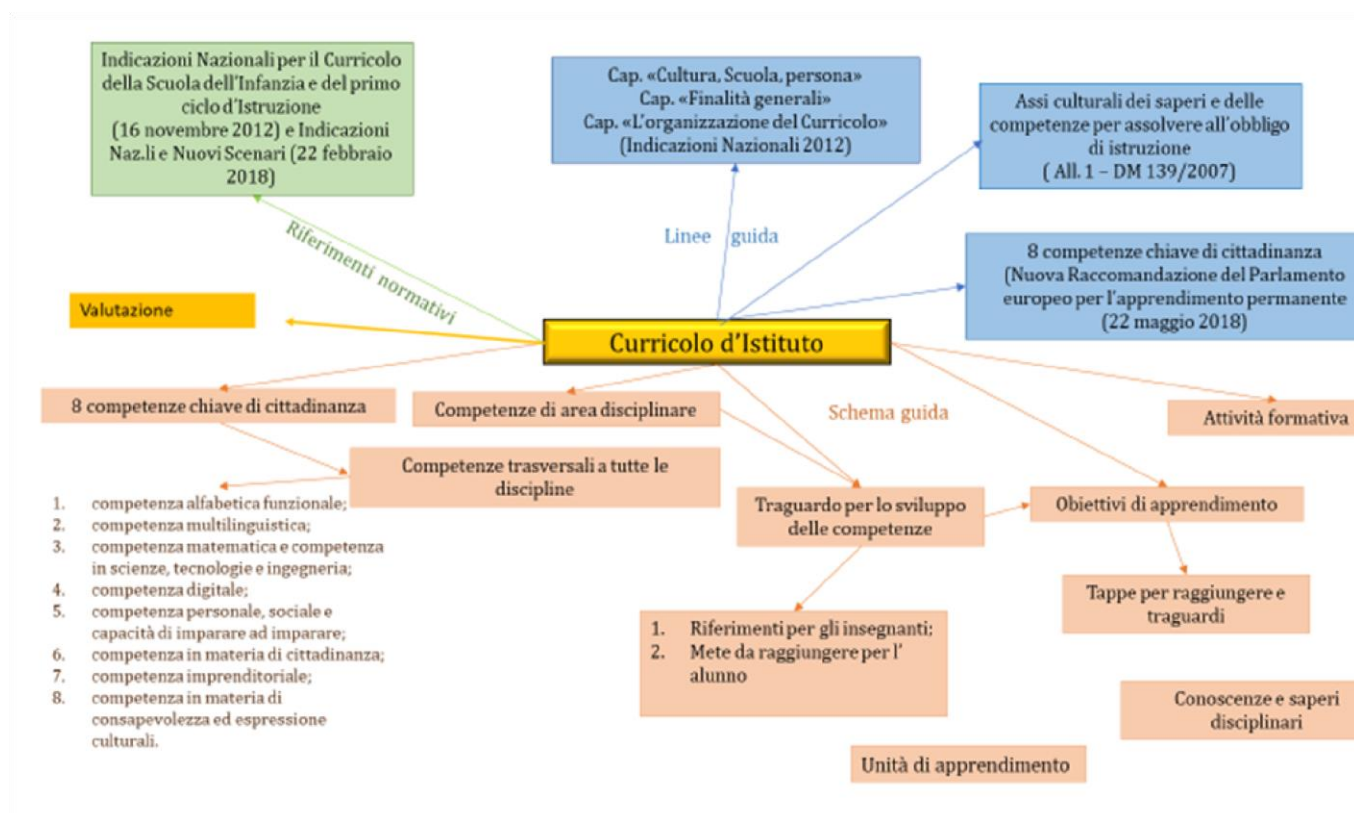 Indicazioni Nazionali per il Curricolo
della Scuola dell'Infanzia e del primo
ciclo d'Istruzione
(16 novembre 2012) e Indicazioni
Naz.li e Nuovi Scenari (22 febbraio
2018)
Cap. «Cultura, Scuola, persona»
Cap. «Finalità generali»
Cap. «L'organizzazione del Curricolo»
(Indicazioni Nazionali 2012)
Assi culturali dei saperi e delle
competenze per assolvere all'obbligo
di istruzione
( All. 1 – DM 139/2007)
Riferimenti normativi
Linee guida
8 competenze chiave di cittadinanza
(Nuova Raccomandazione del Parlamento
europeo per l'apprendimento permanente
(22 maggio 2018)
Valutazione
Curricolo d'Istituto
8 competenze chiave di cittadinanza
Competenze di area disciplinare
Schema guida
Attività formativa
Competenze trasversali a tutte le
discipline
1. competenza alfabetica funzionale;
2. competenza multilinguistica;
3. competenza matematica e competenza
in scienze, tecnologie e ingegneria;
4. competenza digitale;
5. competenza personale, sociale e
capacità di imparare ad imparare;
6. competenza in materia di cittadinanza;
7. competenza imprenditoriale;
8. competenza in materia di
consapevolezza ed espressione
culturali.
Traguardo per lo sviluppo
delle competenze
Obiettivi di apprendimento
Tappe per raggiungere e
traguardi
1. Riferimenti per gli insegnanti;
2. Mete da raggiungere per l'
alunno
Conoscenze e saperi
disciplinari
Unità di apprendimento